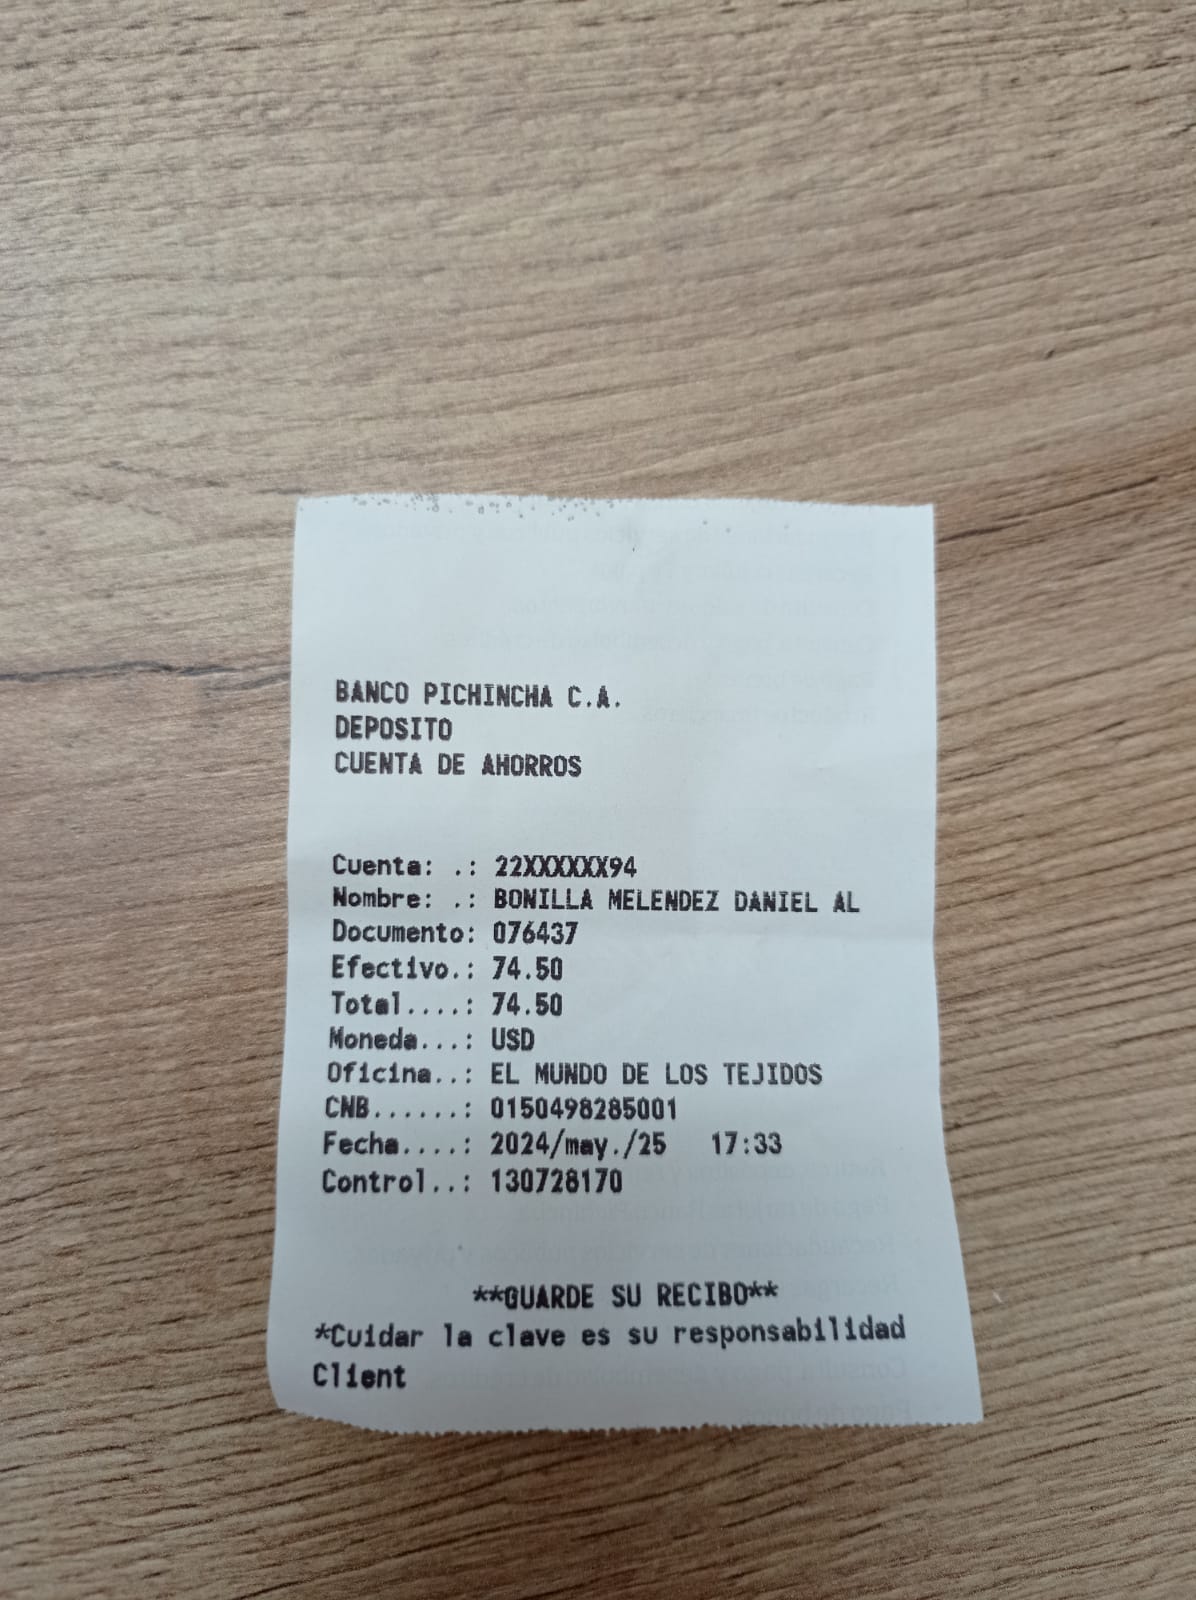 BANCO PICHINCHA C.A.
DEPOSITO
CUENTA DE AHORROS
Cuenta: .: 22XXXXXX94
Nombre: .: BONILLA MELENDEZ DANIEL AL
Documento: 076437
Efectivo.: 74.50
Total....: 74.50
Moneda...: USD
Oficina..: EL MUNDO DE LOS TEJIDOS
CNB......: 0150498285001
Fecha....: 2024/may./25 17:33
Control..: 130728170
**GUARDE SU RECIBO**
*Cuidar la clave es su responsabilidad
Client